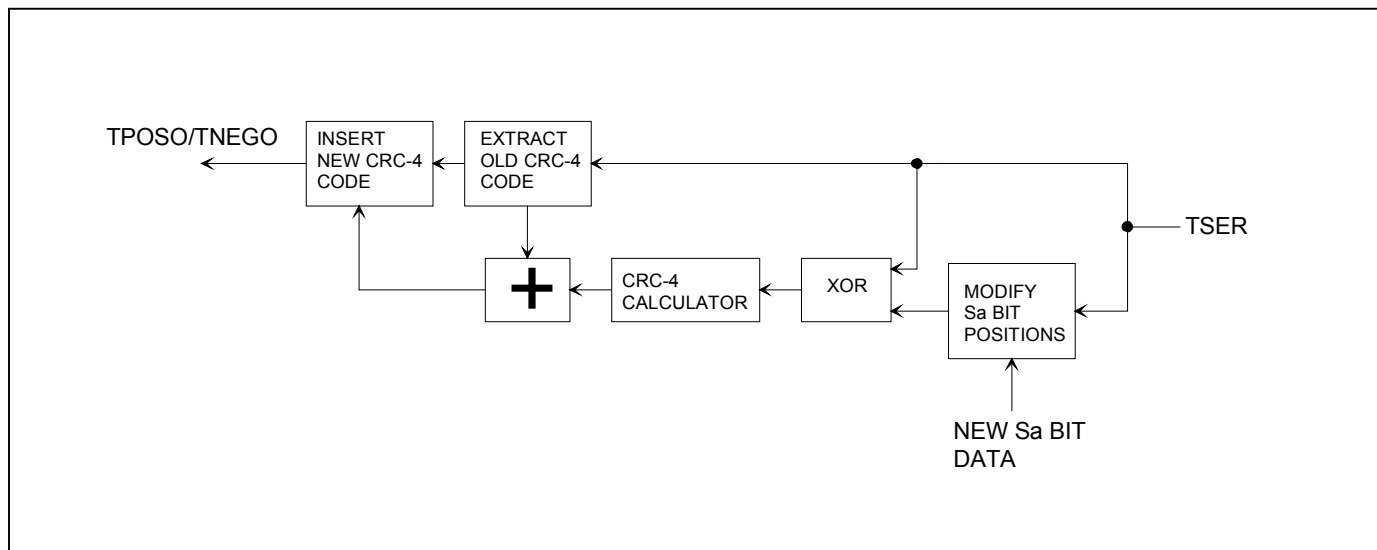 TPOSO/TNEGO
INSERT
NEW CRC-4
CODE
EXTRACT
OLD CRC-4
CODE
TSER
+
CRC-4
CALCULATOR
XOR
MODIFY
Sa BIT
POSITIONS
NEW Sa BIT
DATA